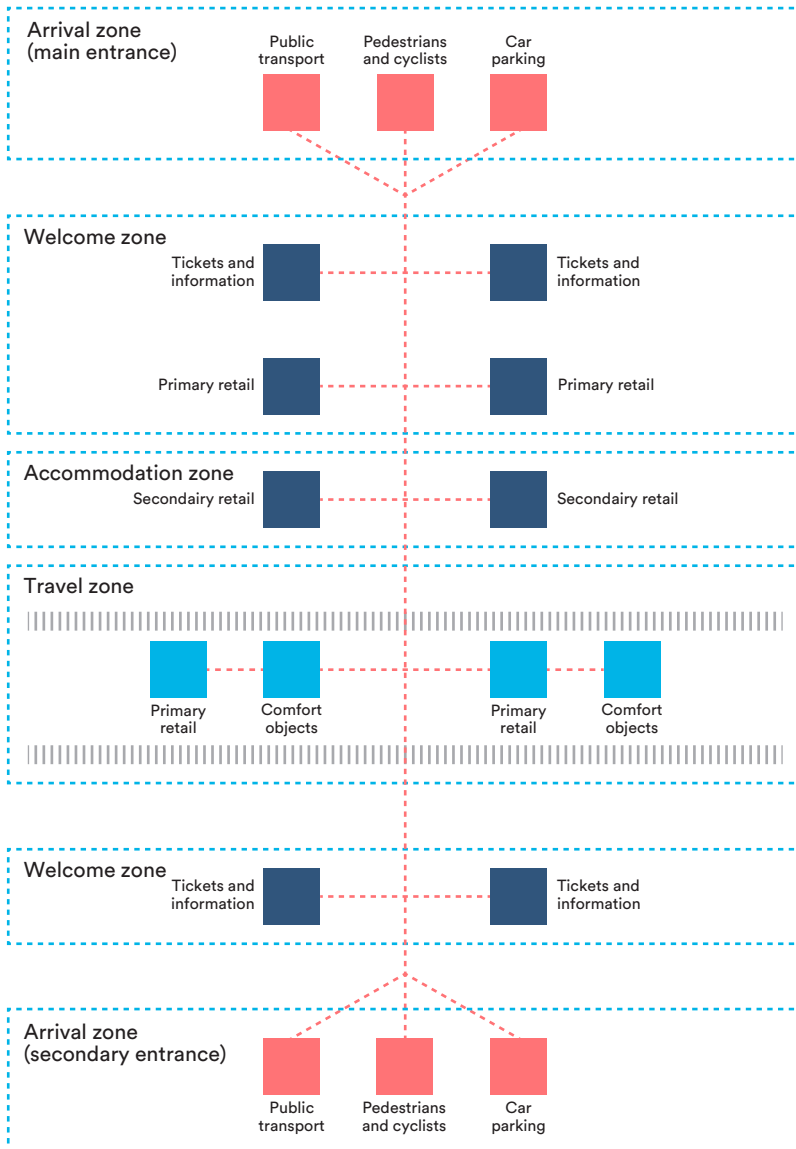 Arrival zone
(main entrance)
Public
transport
Pedestrians
and cyclists
Car
parking
Welcome zone
Tickets and
information
Tickets and
information
Primary retail
Primary retail
Accommodation zone
Secondairy retail
Secondairy retail
Travel zone
Primary
retail
Comfort
objects
Primary
retail
Comfort
objects
Welcome zone
Tickets and
information
Tickets and
information
Arrival zone
(secondary entrance)
Public
transport
Pedestrians
and cyclists
Car
parking